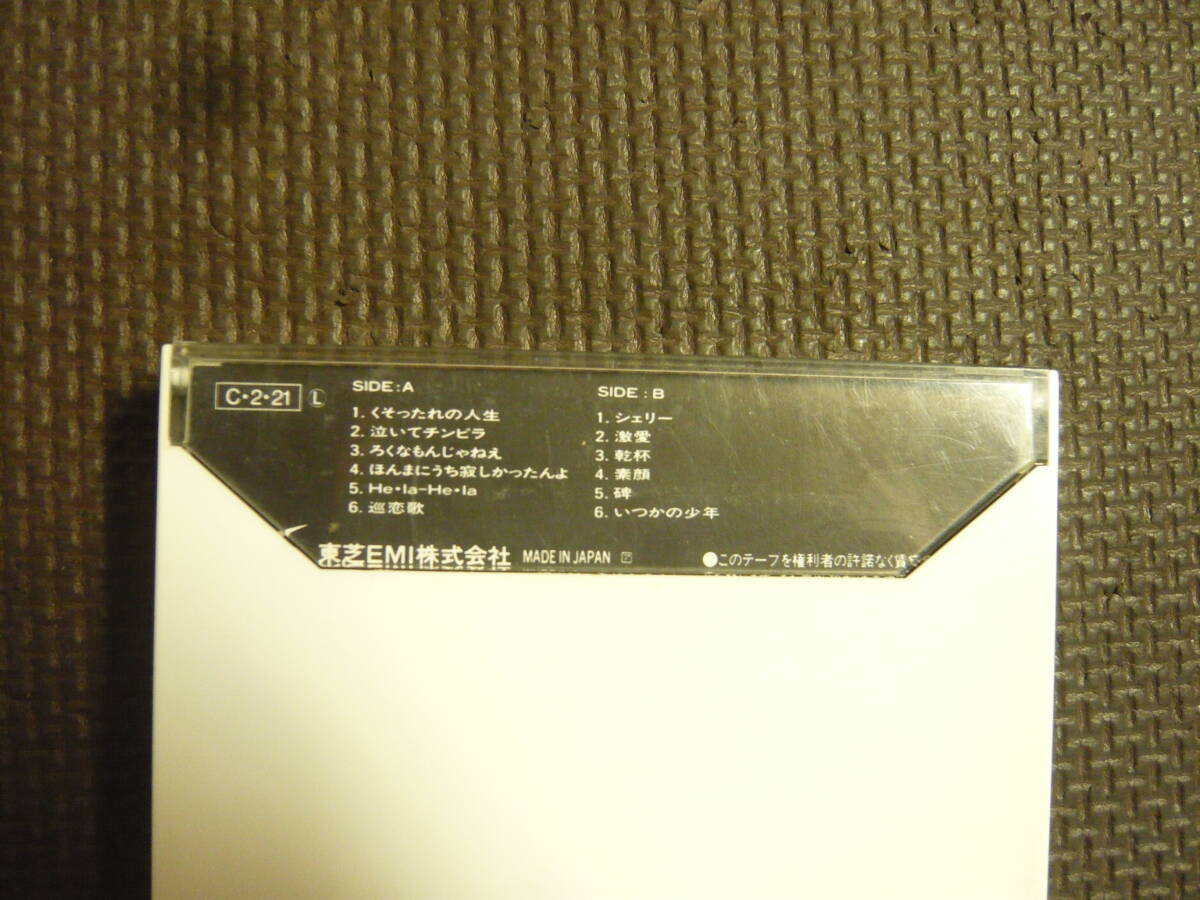 C・2・21 Ⓛ
SIDE:A
1. くそったれの人生
2. 泣いてチンピラ
3. ろくなもんじゃねえ
4. ほんまにうち寂しかったんよ
5. He・la-He・la
6. 巡恋歌
SIDE : B
1. シェリー
2. 激愛
3. 乾杯
4. 素顔
5. 碑
6. いつかの少年
東芝EMI株式会社 MADE IN JAPAN
●このテープを権利者の許諾なく賃